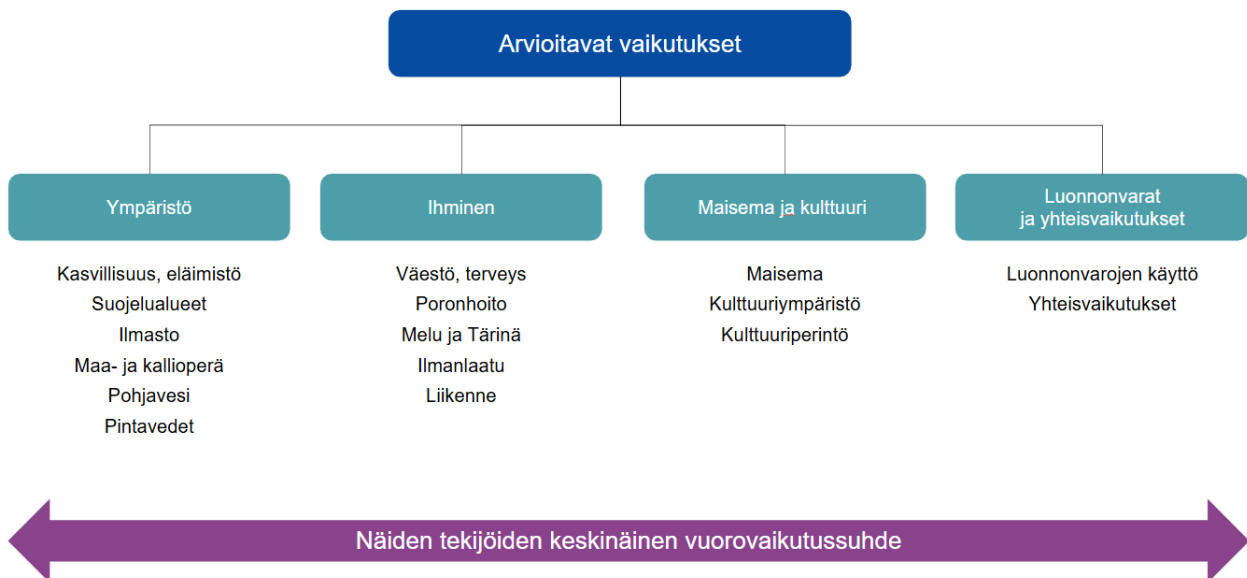 Arvioitavat vaikutukset
Ympäristö
Kasvillisuus, eläimistö
Suojelualueet
Ilmasto
Maa- ja kallioperä
Pohjavesi
Pintavedet
Ihminen
Väestö, terveys
Poronhoito
Melu ja Tärinä
Ilmanlaatu
Liikenne
Maisema ja kulttuuri
Maisema
Kulttuuriympäristö
Kulttuuriperintö
Luonnonvarat
ja yhteisvaikutukset
Luonnonvarojen käyttö
Yhteisvaikutukset
Näiden tekijöiden keskinäinen vuorovaikutussuhde